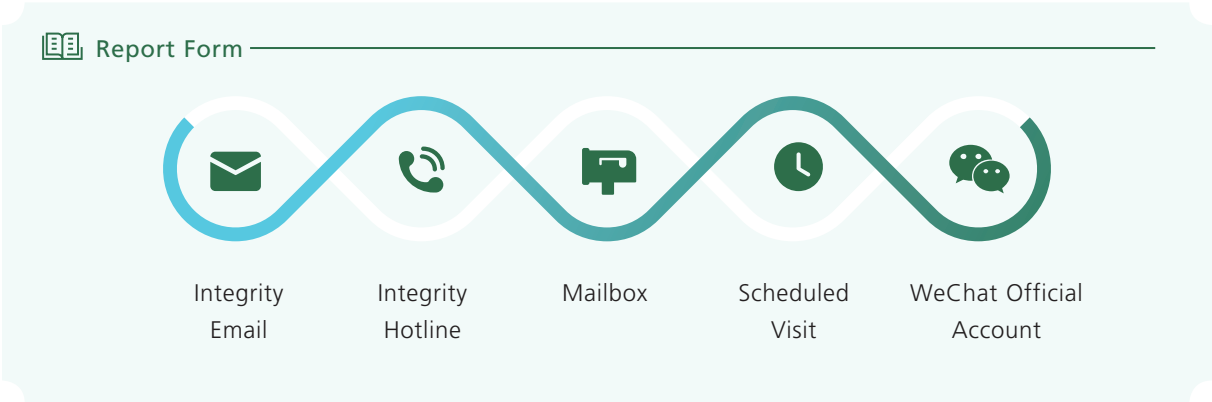 Report Form
Integrity
Email
Integrity
Hotline
Mailbox
Scheduled
Visit
WeChat Official
Account